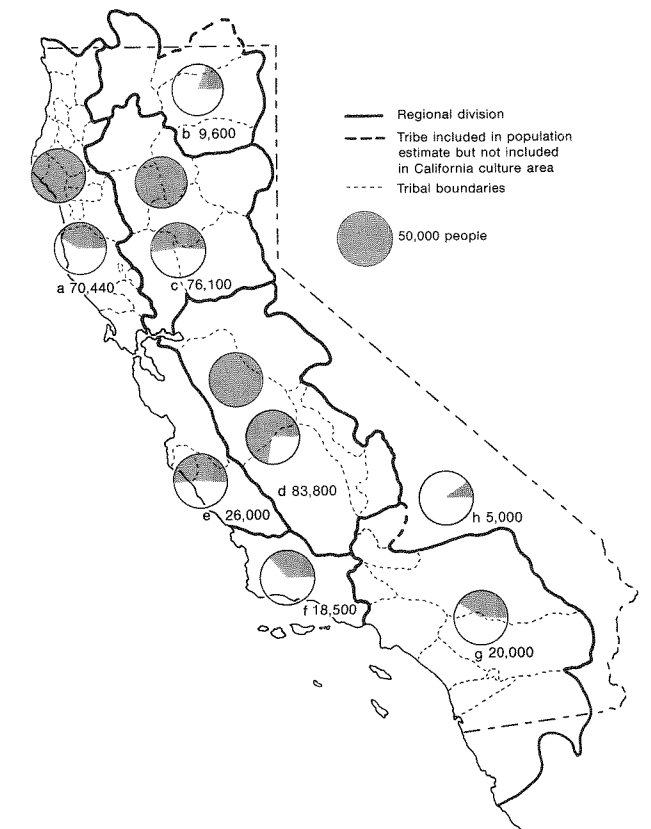 b 9,600
Regional division
Tribe included in population
estimate but not included
in California culture area
Tribal boundaries
50,000 people
a 70,440
c 76,100
d 83,800
h 5,000
e 26,000
f 18,500
g 20,000